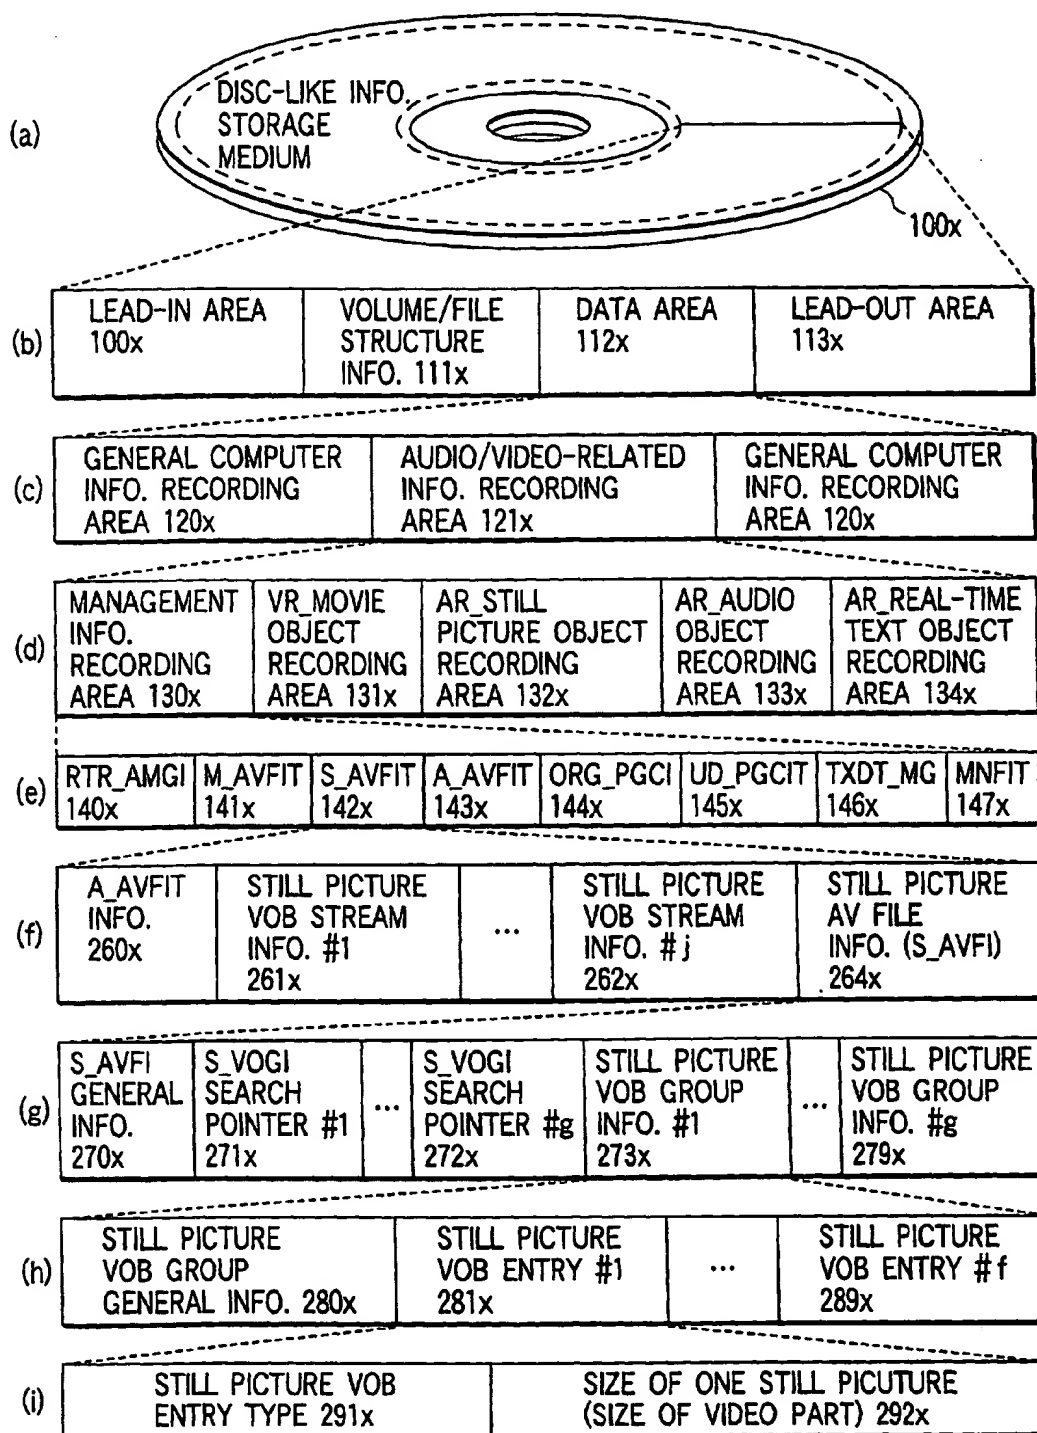 (a)
DISC-LIKE INFO.
STORAGE
MEDIUM
100x
(b)
LEAD-IN AREA
100x
VOLUME/FILE
STRUCTURE
INFO. 111x
DATA AREA
112x
LEAD-OUT AREA
113x
(c)
GENERAL COMPUTER
INFO. RECORDING
AREA 120x
AUDIO/VIDEO-RELATED
INFO. RECORDING
AREA 121x
GENERAL COMPUTER
INFO. RECORDING
AREA 120x
(d)
MANAGEMENT
INFO.
RECORDING
AREA 130x
VR_MOVIE
OBJECT
RECORDING
AREA 131x
AR_STILL
PICTURE OBJECT
RECORDING
AREA 132x
AR_AUDIO
OBJECT
RECORDING
AREA 133x
AR_REAL-TIME
TEXT OBJECT
RECORDING
AREA 134x
(e)
RTR_AMGI
140x
M_AVFIT
141x
S_AVFIT
142x
A_AVFIT
143x
ORG_PGCI
144x
UD_PGCIT
145x
TXDT_MG
146x
MNFIT
147x
(f)
A_AVFIT
INFO.
260x
STILL PICTURE
VOB STREAM
INFO. #1
261x
...
STILL PICTURE
VOB STREAM
INFO. #j
262x
STILL PICTURE
AV FILE
INFO. (S_AVFI)
264x
(g)
S_AVFI
GENERAL
INFO.
270x
S_VOGI
SEARCH
POINTER #1
271x
...
S_VOGI
SEARCH
POINTER #g
272x
STILL PICTURE
VOB GROUP
INFO. #1
273x
...
STILL PICTURE
VOB GROUP
INFO. #g
279x
(h)
STILL PICTURE
VOB GROUP
GENERAL INFO. 280x
STILL PICTURE
VOB ENTRY #1
281x
...
STILL PICTURE
VOB ENTRY #f
289x
(i)
STILL PICTURE VOB
ENTRY TYPE 291x
SIZE OF ONE STILL PICUTURE
(SIZE OF VIDEO PART) 292x